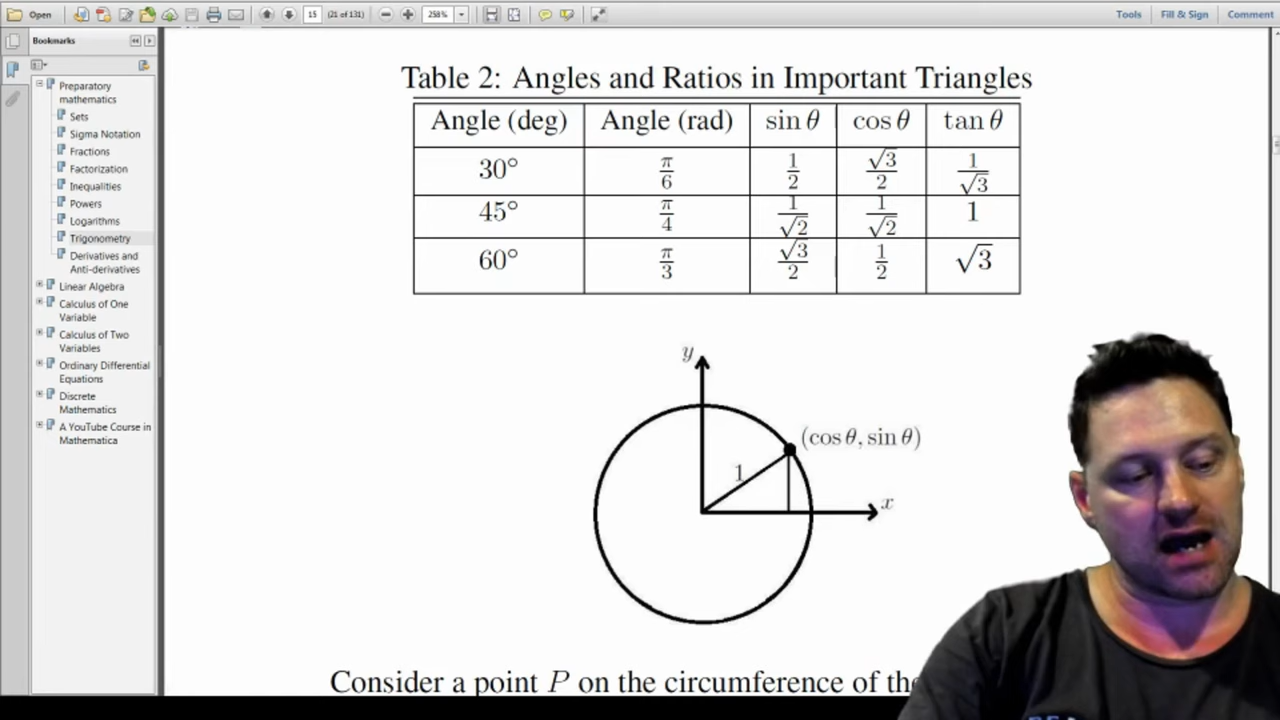 Open
15
(21 of 131)
258%
Tools
Fill & Sign
Comment
Bookmarks
Preparatory
mathematics
Sets
Sigma Notation
Fractions
Factorization
Inequalities
Powers
Logarithms
Trigonometry
Derivatives and
Anti-derivatives
Linear Algebra
Calculus of One
Variable
Calculus of Two
Variables
Ordinary Differential
Equations
Discrete
Mathematics
A YouTube Course in
Mathematica
Table 2: Angles and Ratios in Important Triangles
Angle (deg) Angle (rad) sin θ cos θ tan θ
30° π/6 1/2 √3/2 1/√3
45° π/4 1/√2 1/√2 1
60° π/3 √3/2 1/2 √3
y
(cos θ, sin θ)
1
x
Consider a point P on the circumference of the